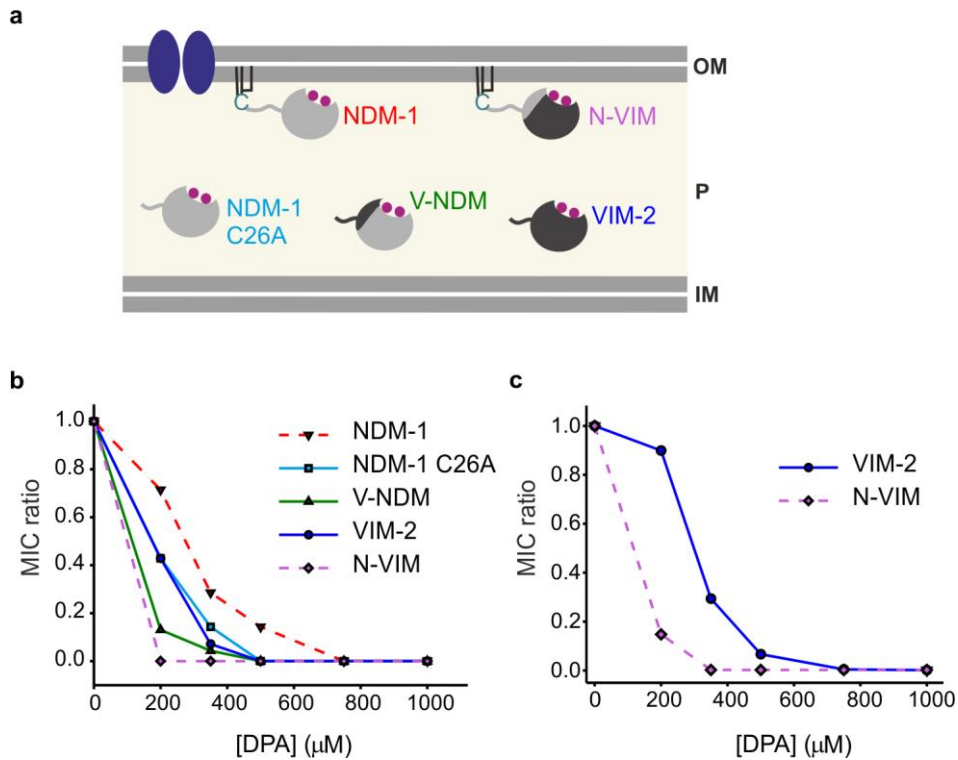 a
OM
C
C
NDM-1
N-VIM
P
NDM-1
C26A
V-NDM
VIM-2
IM
b
MIC ratio
1.0
0.8
0.6
0.4
0.2
0.0
0 200 400 600 800 1000
[DPA] (μM)
NDM-1
NDM-1 C26A
V-NDM
VIM-2
N-VIM
c
MIC ratio
1.0
0.8
0.6
0.4
0.2
0.0
0 200 400 600 800 1000
[DPA] (μM)
VIM-2
N-VIM